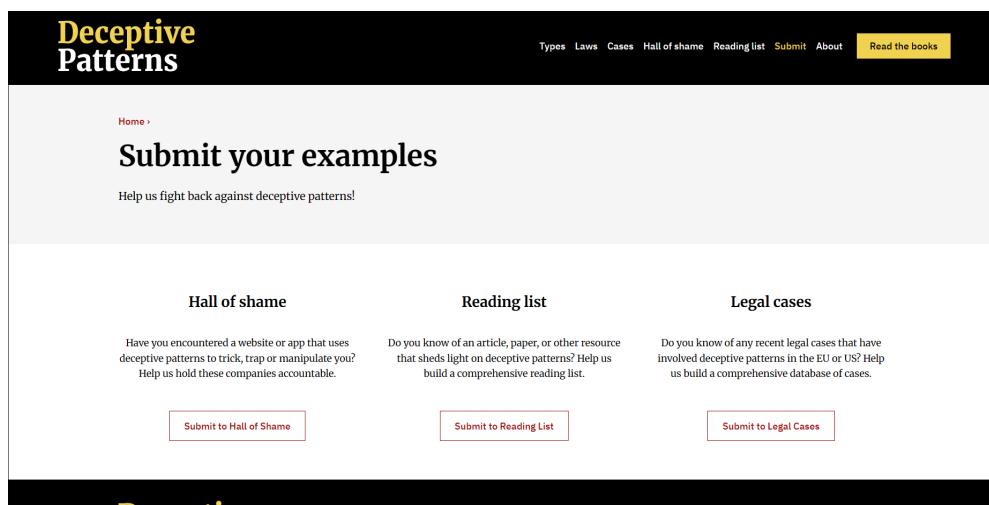 Deceptive
Patterns
Types Laws Cases Hall of shame Reading list Submit About Read the books
Home ›
Submit your examples
Help us fight back against deceptive patterns!
Hall of shame
Have you encountered a website or app that uses
deceptive patterns to trick, trap or manipulate you?
Help us hold these companies accountable.
Submit to Hall of Shame
Reading list
Do you know of an article, paper, or other resource
that sheds light on deceptive patterns? Help us
build a comprehensive reading list.
Submit to Reading List
Legal cases
Do you know of any recent legal cases that have
involved deceptive patterns in the EU or US? Help
us build a comprehensive database of cases.
Submit to Legal Cases